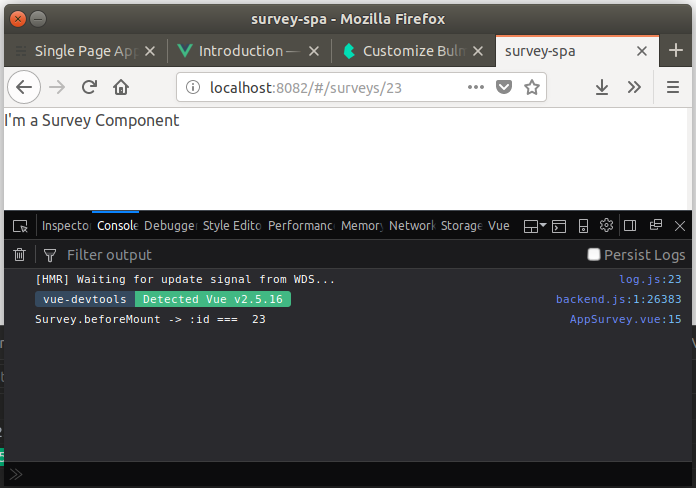 survey-spa - Mozilla Firefox
Single Page App
Introduction —
Customize Buln
survey-spa
localhost:8082/#/surveys/23
I'm a Survey Component
Inspector Console Debugger Style Edito Performanc Memory Network Storage Vue
Filter output Persist Logs
[HMR] Waiting for update signal from WDS... log.js:23
vue-devtools Detected Vue v2.5.16 backend.js:1:26383
Survey.beforeMount -> :id === 23 AppSurvey.vue:15